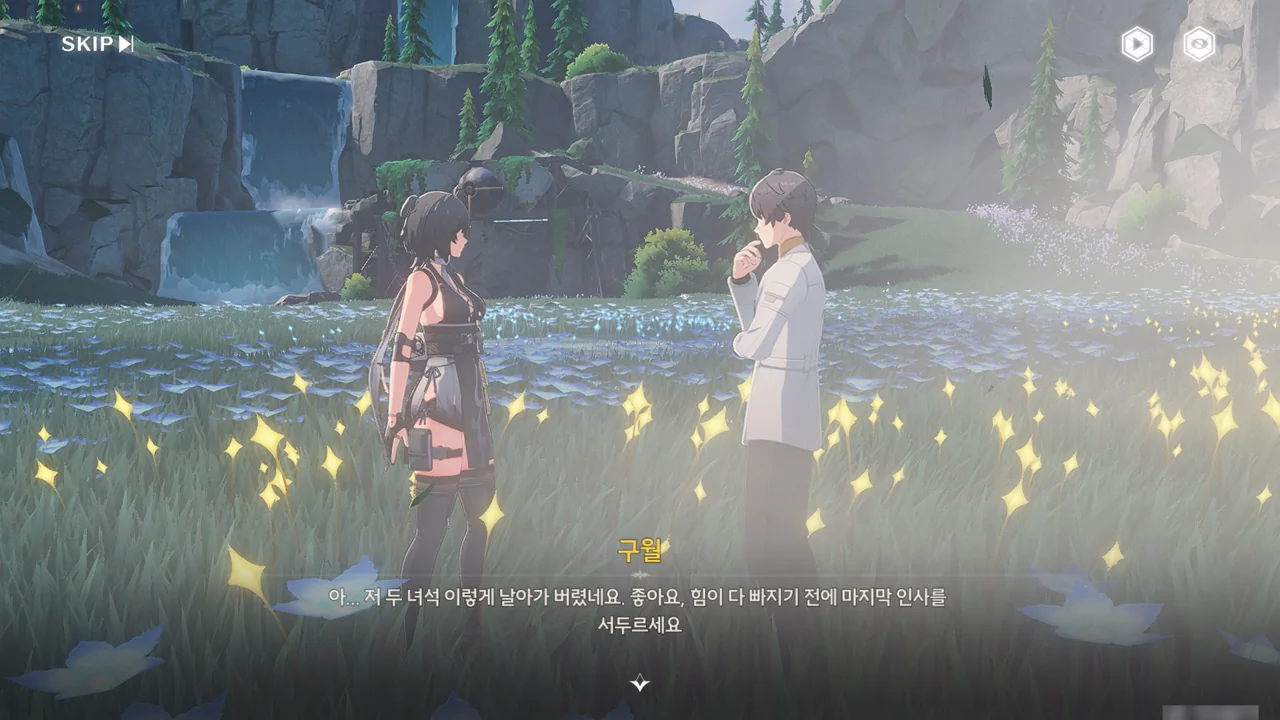 SKIP
구월
아... 저 두 녀석 이렇게 날아가 버렸네요. 좋아요, 힘이 다 빠지기 전에 마지막 인사를
서두르세요